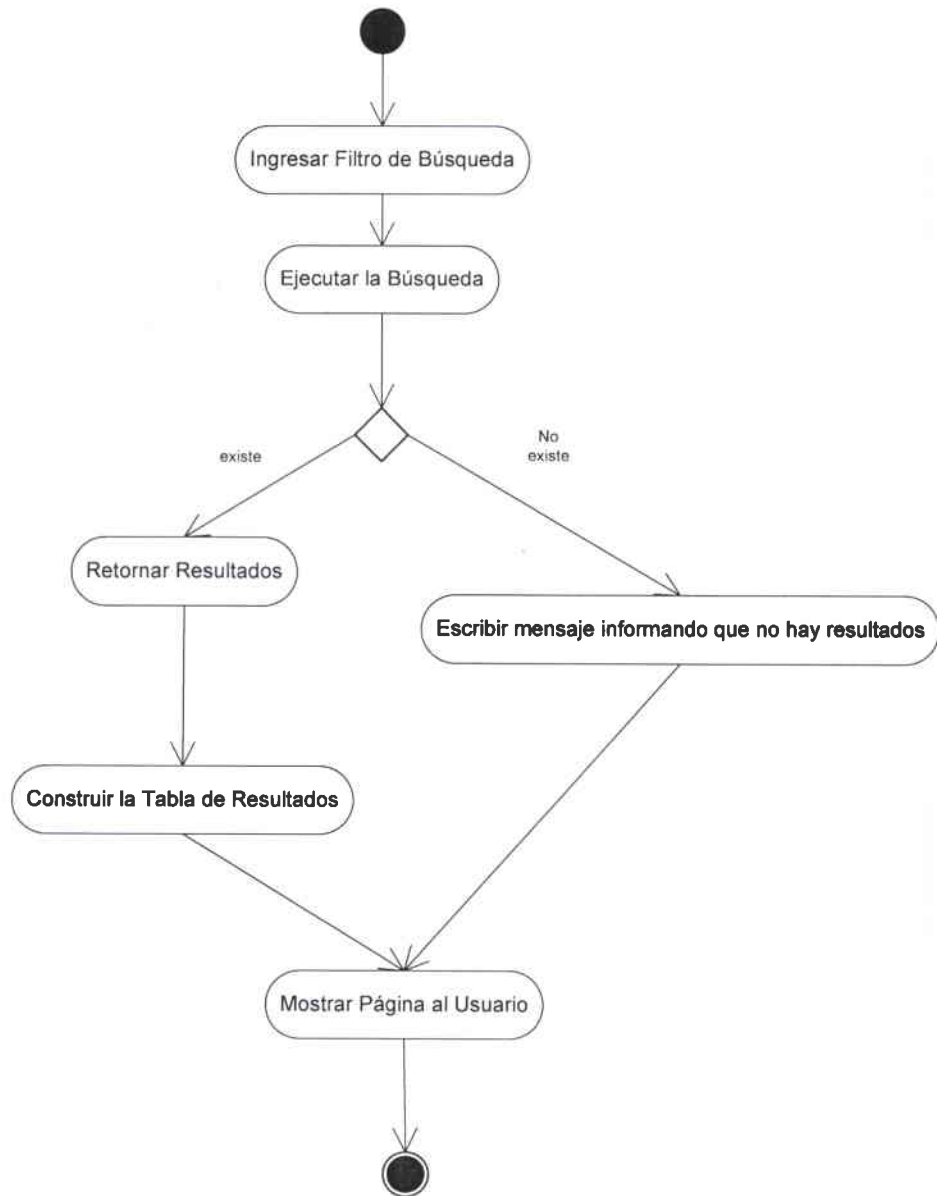 Ingresar Filtro de Búsqueda
Ejecutar la Búsqueda
existe
No
existe
Retornar Resultados
Escribir mensaje informando que no hay resultados
Construir la Tabla de Resultados
Mostrar Página al Usuario